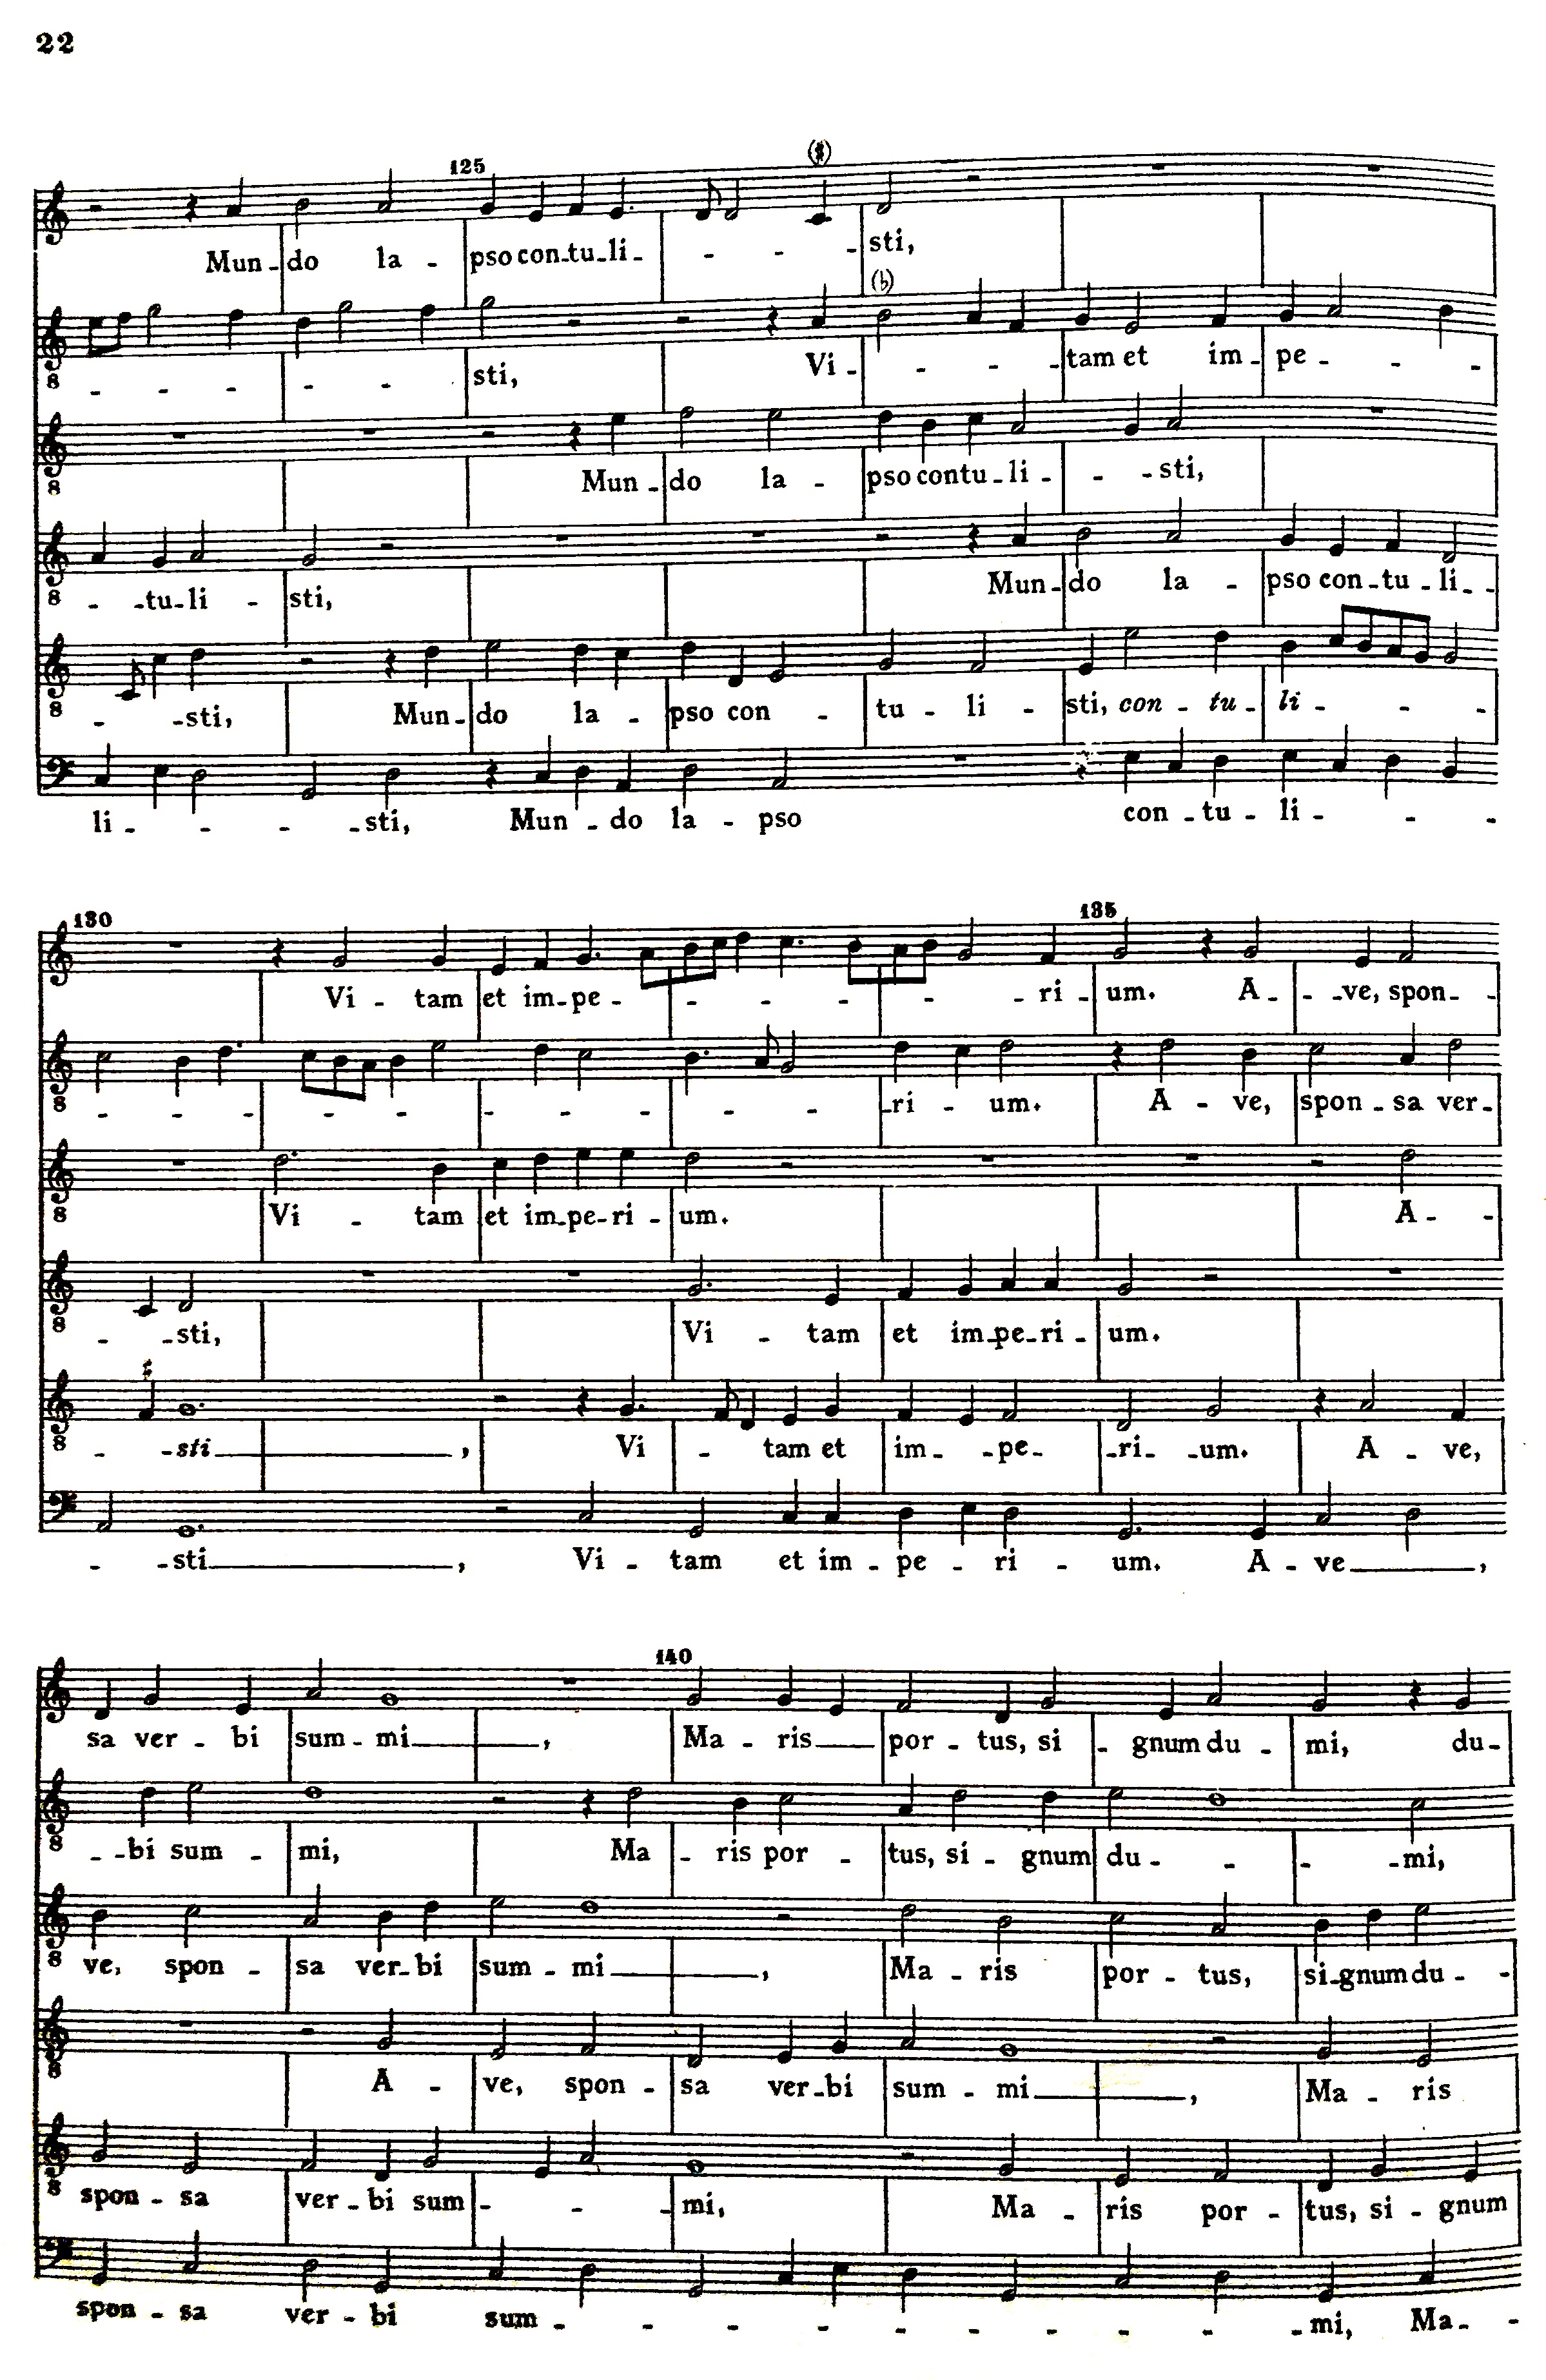 22
125
Mun - do la - pso con - tu - li - - - sti,
- - - - - sti, Vi - - - tam et im - pe - - -
Mun - do la - pso contu - li - - - sti,
- - tu - li - sti, Mun - do la - pso con - tu - li - -
- - sti, Mun - do la - pso con - tu - li - sti, con - tu - li - - -
li - - - - sti, Mun - do la - pso con - tu - li - - -
130 135
Vi - tam et im - pe - - - - - - ri - um. A - - ve, spon - -
- - - - - - - - - - ri - um. A - ve, spon - sa ver -
Vi - tam et im - pe - ri - um. A - -
- - sti, Vi - tam et im - pe - ri - um.
- - sti, Vi - tam et im - - pe - - ri - - um. A - ve,
- - sti, Vi - tam et im - pe - ri - um. A - ve,
140
sa ver - bi sum - mi, Ma - ris por - tus, si - gnum du - mi, du -
- - bi sum - mi, Ma - ris por - tus, si - gnum du - - - - mi,
ve, spon - sa ver - bi sum - mi, Ma - ris por - tus, si - gnum du - -
A - ve, spon - sa ver - bi sum - mi, Ma - ris
spon - sa ver - bi sum - - - mi, Ma - ris por - tus, si - gnum
spon - sa ver - bi sum - - - - - - - - - mi, Ma - -